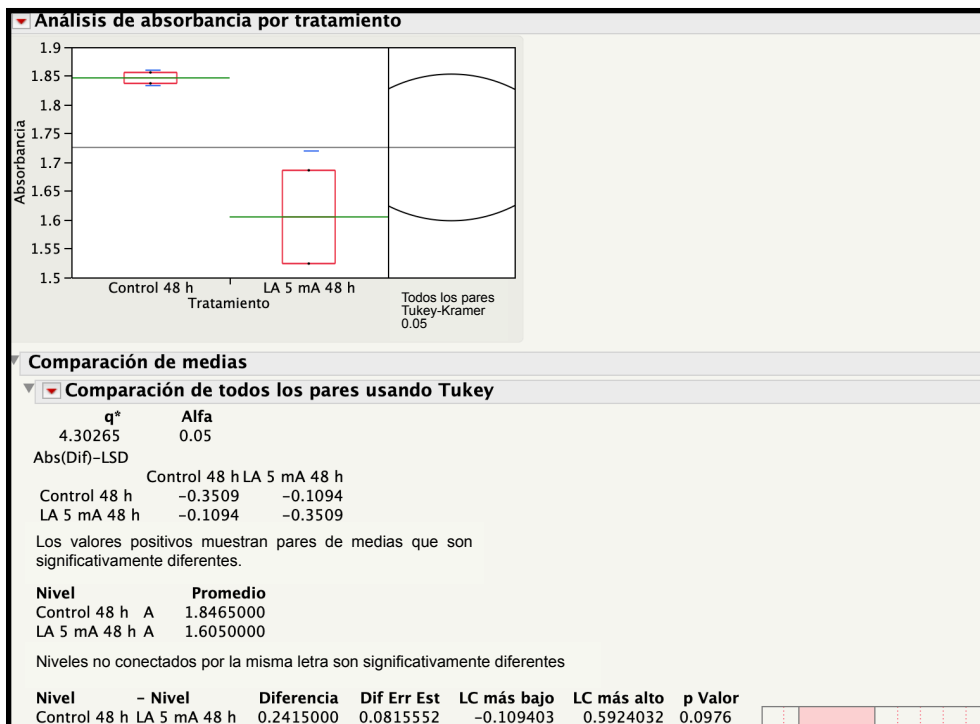 Análisis de absorbancia por tratamiento
1.9
1.85
1.8
1.75
1.7
1.65
1.6
1.55
1.5
Absorbancia
Control 48 h LA 5 mA 48 h
Tratamiento
Todos los pares
Tukey-Kramer
0.05
Comparación de medias
Comparación de todos los pares usando Tukey
q* Alfa
4.30265 0.05
Abs(Dif)-LSD
Control 48 h LA 5 mA 48 h
Control 48 h −0.3509 −0.1094
LA 5 mA 48 h −0.1094 −0.3509
Los valores positivos muestran pares de medias que son
significativamente diferentes.
Nivel Promedio
Control 48 h A 1.8465000
LA 5 mA 48 h A 1.6050000
Niveles no conectados por la misma letra son significativamente diferentes
Nivel - Nivel Diferencia Dif Err Est LC más bajo LC más alto p Valor
Control 48 h LA 5 mA 48 h 0.2415000 0.0815552 −0.109403 0.5924032 0.0976